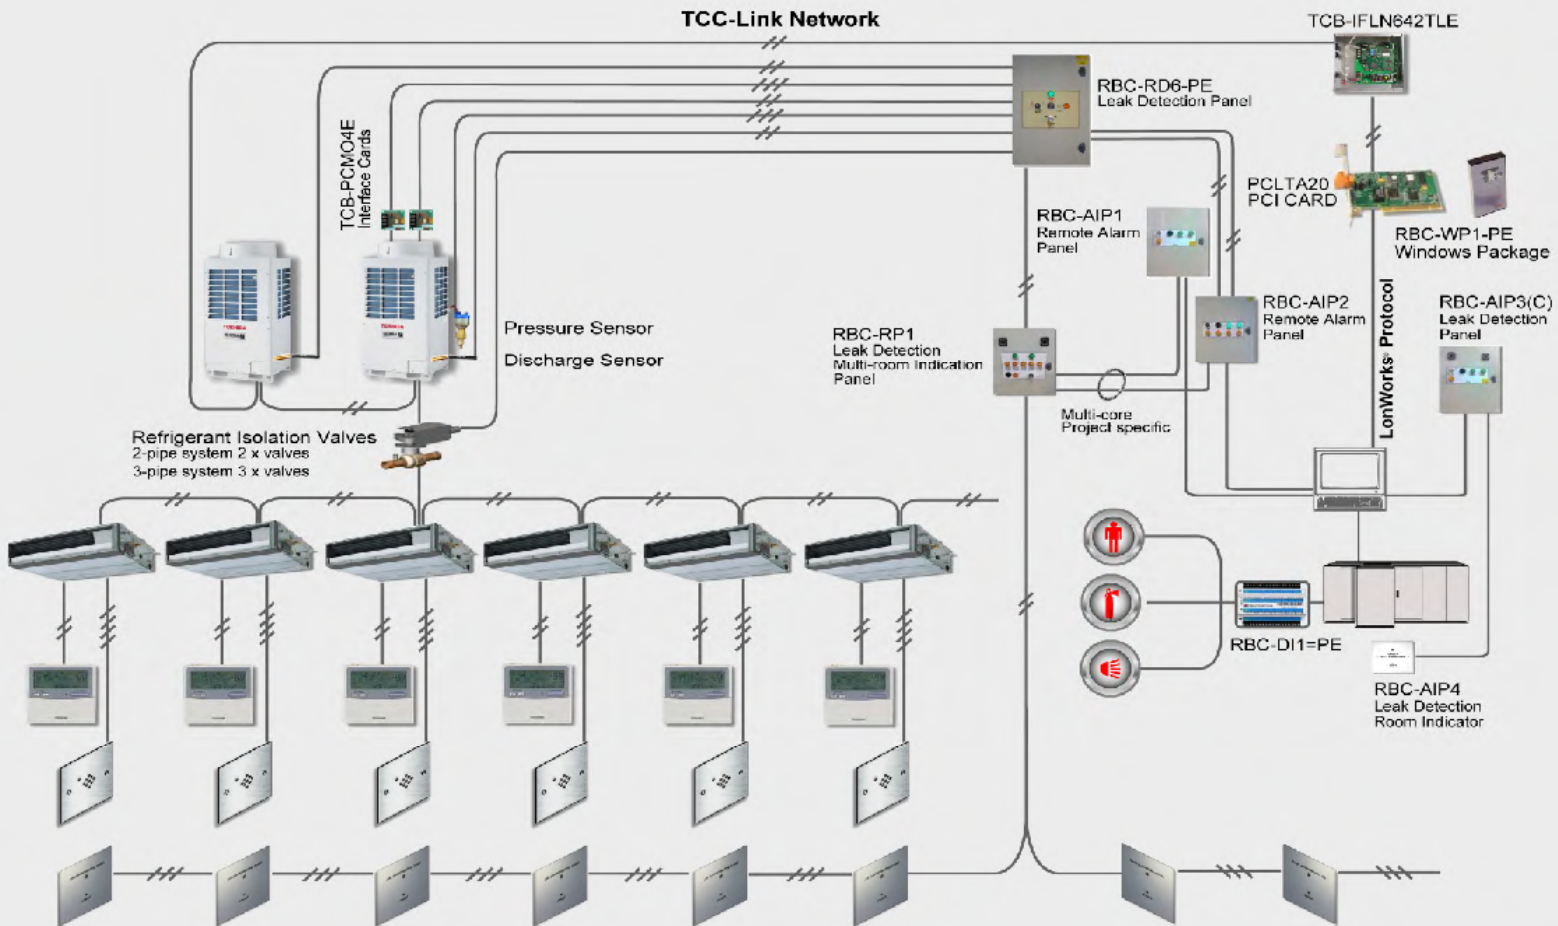 TCC-Link Network
TCB-IFLN642TLE
RBC-RD6-PE
Leak Detection Panel
TCB-PCMO4E
Interface Cards
PCLTA20
PCI CARD
RBC-WP1-PE
Windows Package
RBC-AIP1
Remote Alarm
Panel
RBC-AIP2
Remote Alarm
Panel
RBC-AIP3(C)
Leak Detection
Panel
LonWorks® Protocol
Pressure Sensor
Discharge Sensor
RBC-RP1
Leak Detection
Multi-room Indication
Panel
Multi-core
Project specific
TOSHIBA
TOSHIBA
Refrigerant Isolation Valves
2-pipe system 2 x valves
3-pipe system 3 x valves
RBC-DI1=PE
RBC-AIP4
Leak Detection
Room Indicator